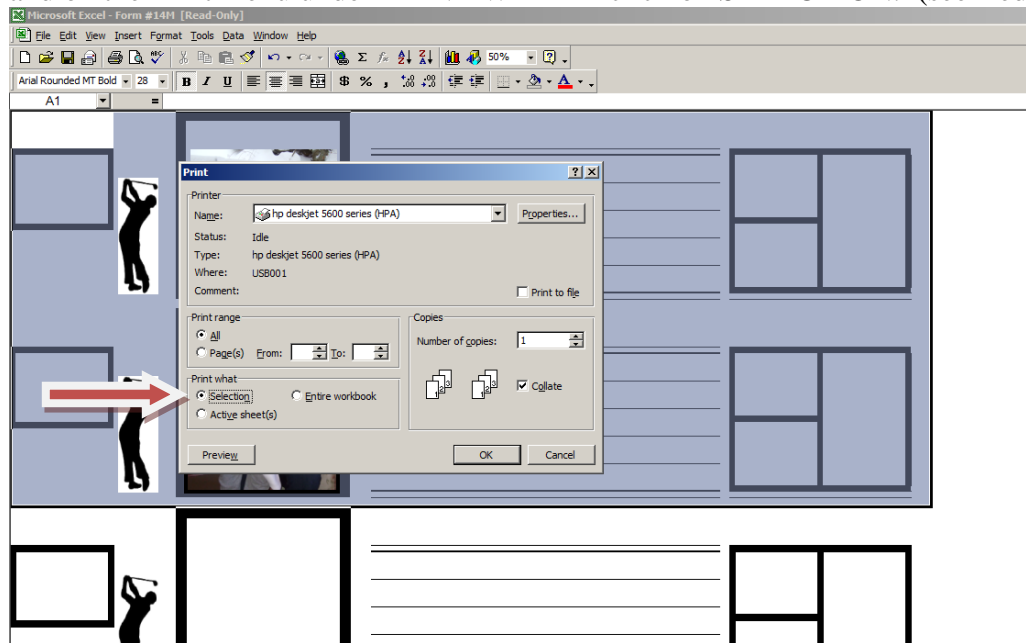 Microsoft Excel - Form #14M [Read-Only]
File Edit View Insert Format Tools Data Window Help
50%
Arial Rounded MT Bold 28 B I U $ % ,
A1 =
Print
Printer
Name: hp deskjet 5600 series (HPA) Properties...
Status: Idle
Type: hp deskjet 5600 series (HPA)
Where: USB001
Comment: Print to file
Print range Copies
All Number of copies: 1
Page(s) From: To:
Print what
Selection Entire workbook Collate
Active sheet(s)
Preview OK Cancel